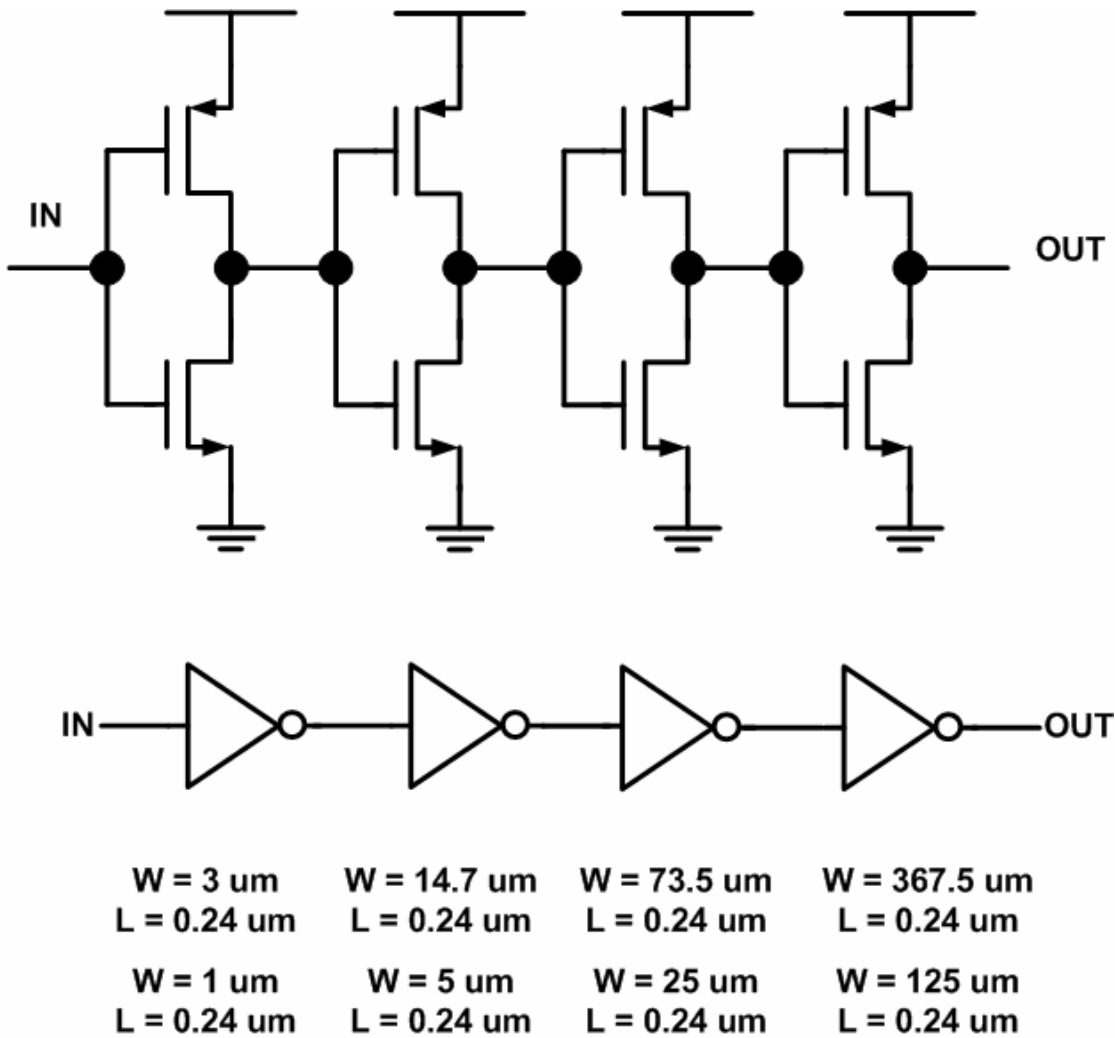 IN
OUT
IN
OUT
W = 3 um W = 14.7 um W = 73.5 um W = 367.5 um
L = 0.24 um L = 0.24 um L = 0.24 um L = 0.24 um
W = 1 um W = 5 um W = 25 um W = 125 um
L = 0.24 um L = 0.24 um L = 0.24 um L = 0.24 um